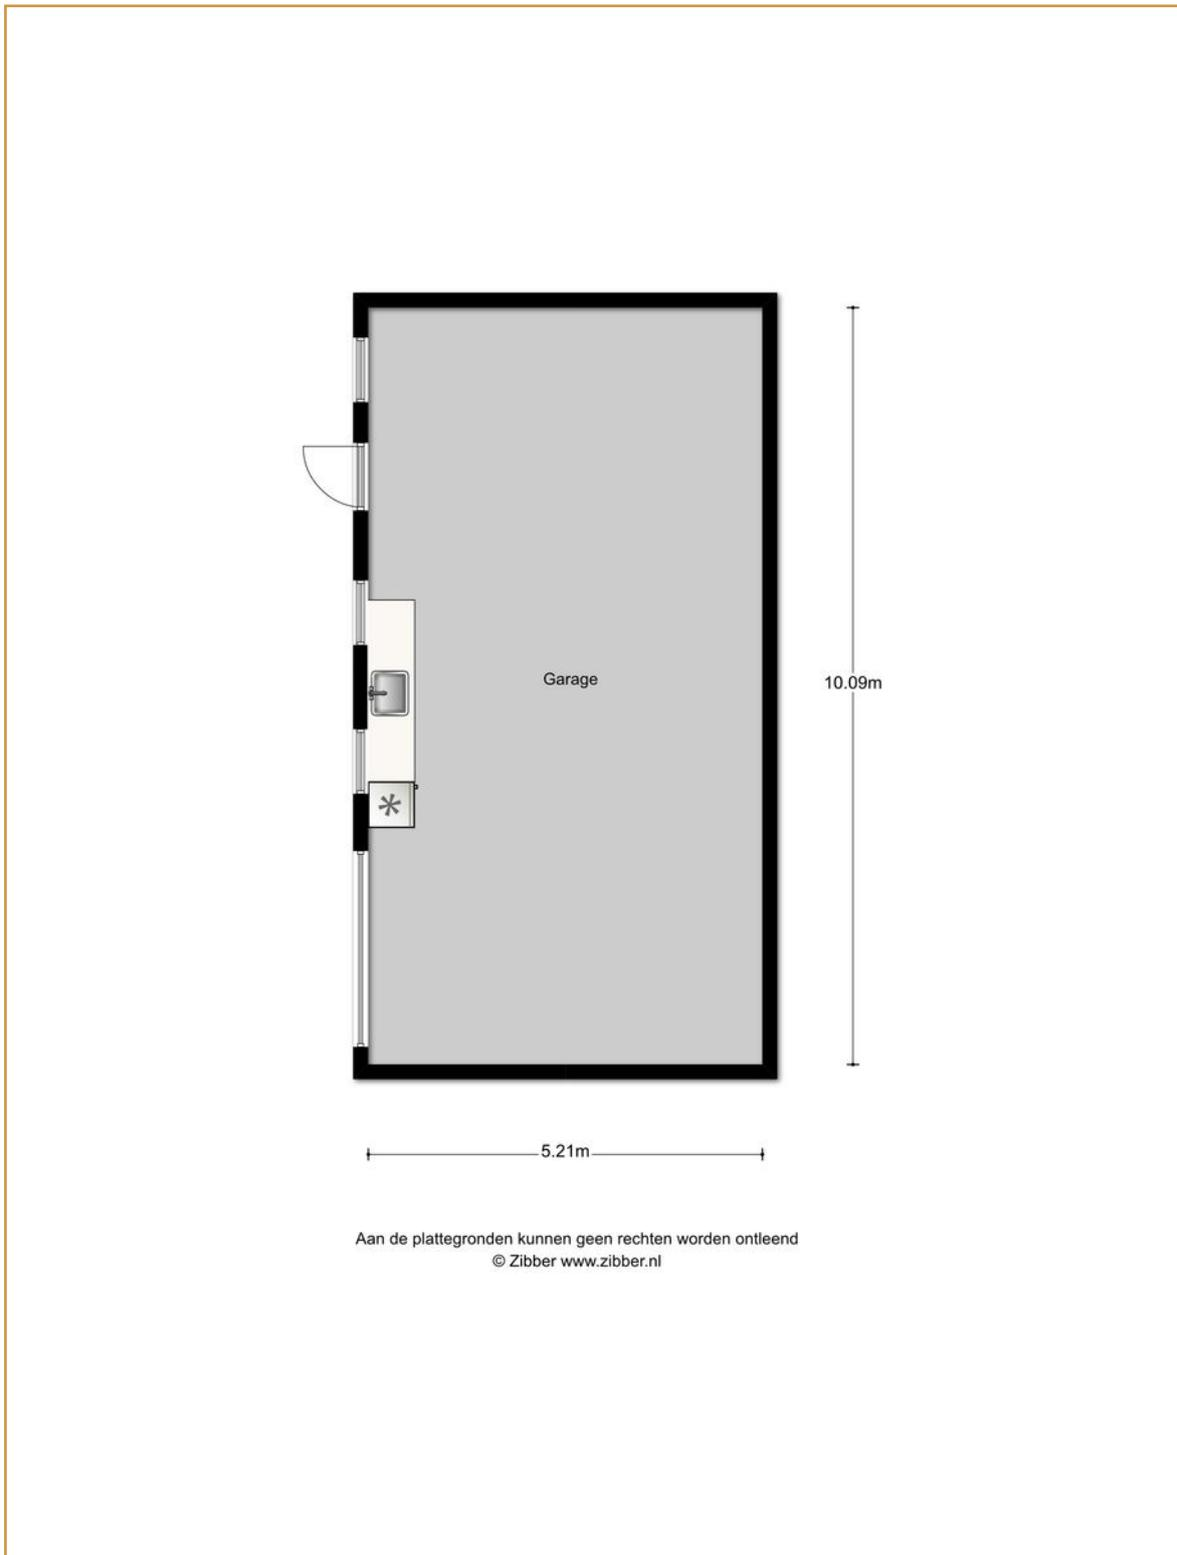 Garage
10.09m
5.21m
Aan de plattegronden kunnen geen rechten worden ontleend
© Zibber www.zibber.nl